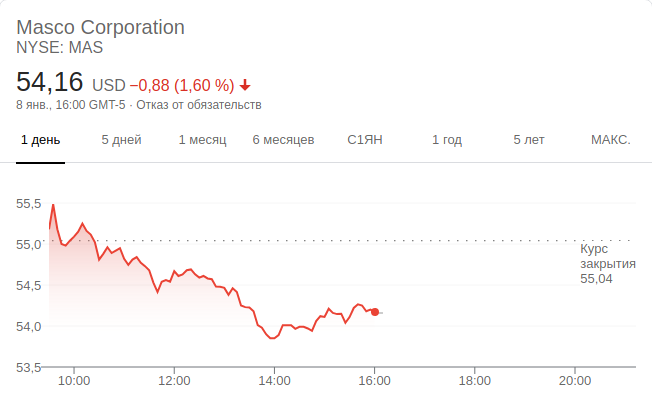 Masco Corporation
NYSE: MAS
54,16 USD −0,88 (1,60 %)
8 янв., 16:00 GMT-5 · Отказ от обязательств
1 день 5 дней 1 месяц 6 месяцев С1ЯН 1 год 5 лет МАКС.
55,5
55,0
Курс
закрытия
55,04
54,5
54,0
53,5
10:00 12:00 14:00 16:00 18:00 20:00